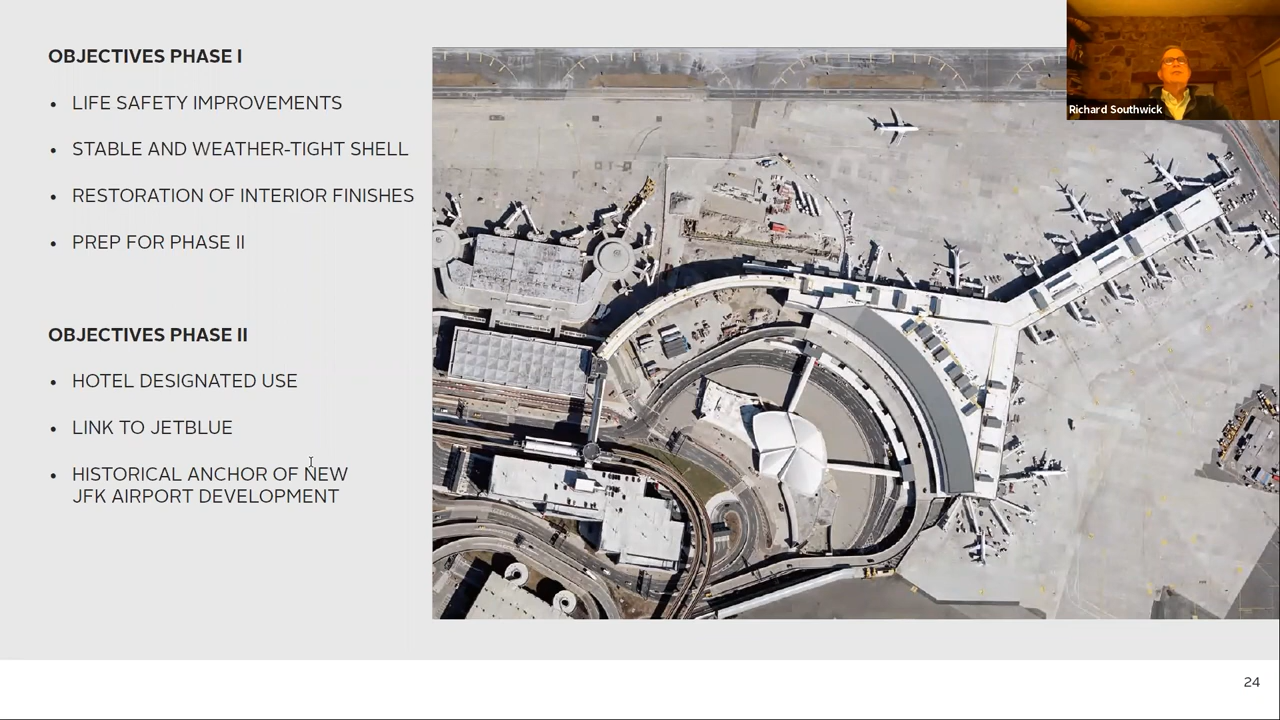 OBJECTIVES PHASE I
• LIFE SAFETY IMPROVEMENTS
• STABLE AND WEATHER-TIGHT SHELL
• RESTORATION OF INTERIOR FINISHES
• PREP FOR PHASE II
OBJECTIVES PHASE II
• HOTEL DESIGNATED USE
• LINK TO JETBLUE
• HISTORICAL ANCHOR OF NEW
JFK AIRPORT DEVELOPMENT
Richard Southwick
24